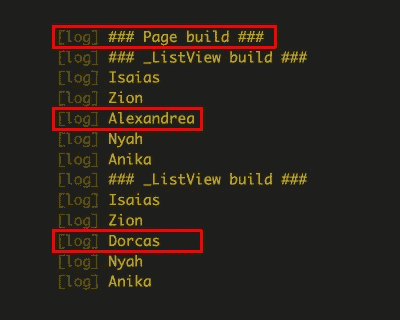 [log] ### Page build ###
[log] ### _ListView build ###
[log] Isaias
[log] Zion
[log] Alexandrea
[log] Nyah
[log] Anika
[log] ### _ListView build ###
[log] Isaias
[log] Zion
[log] Dorcas
[log] Nyah
[log] Anika